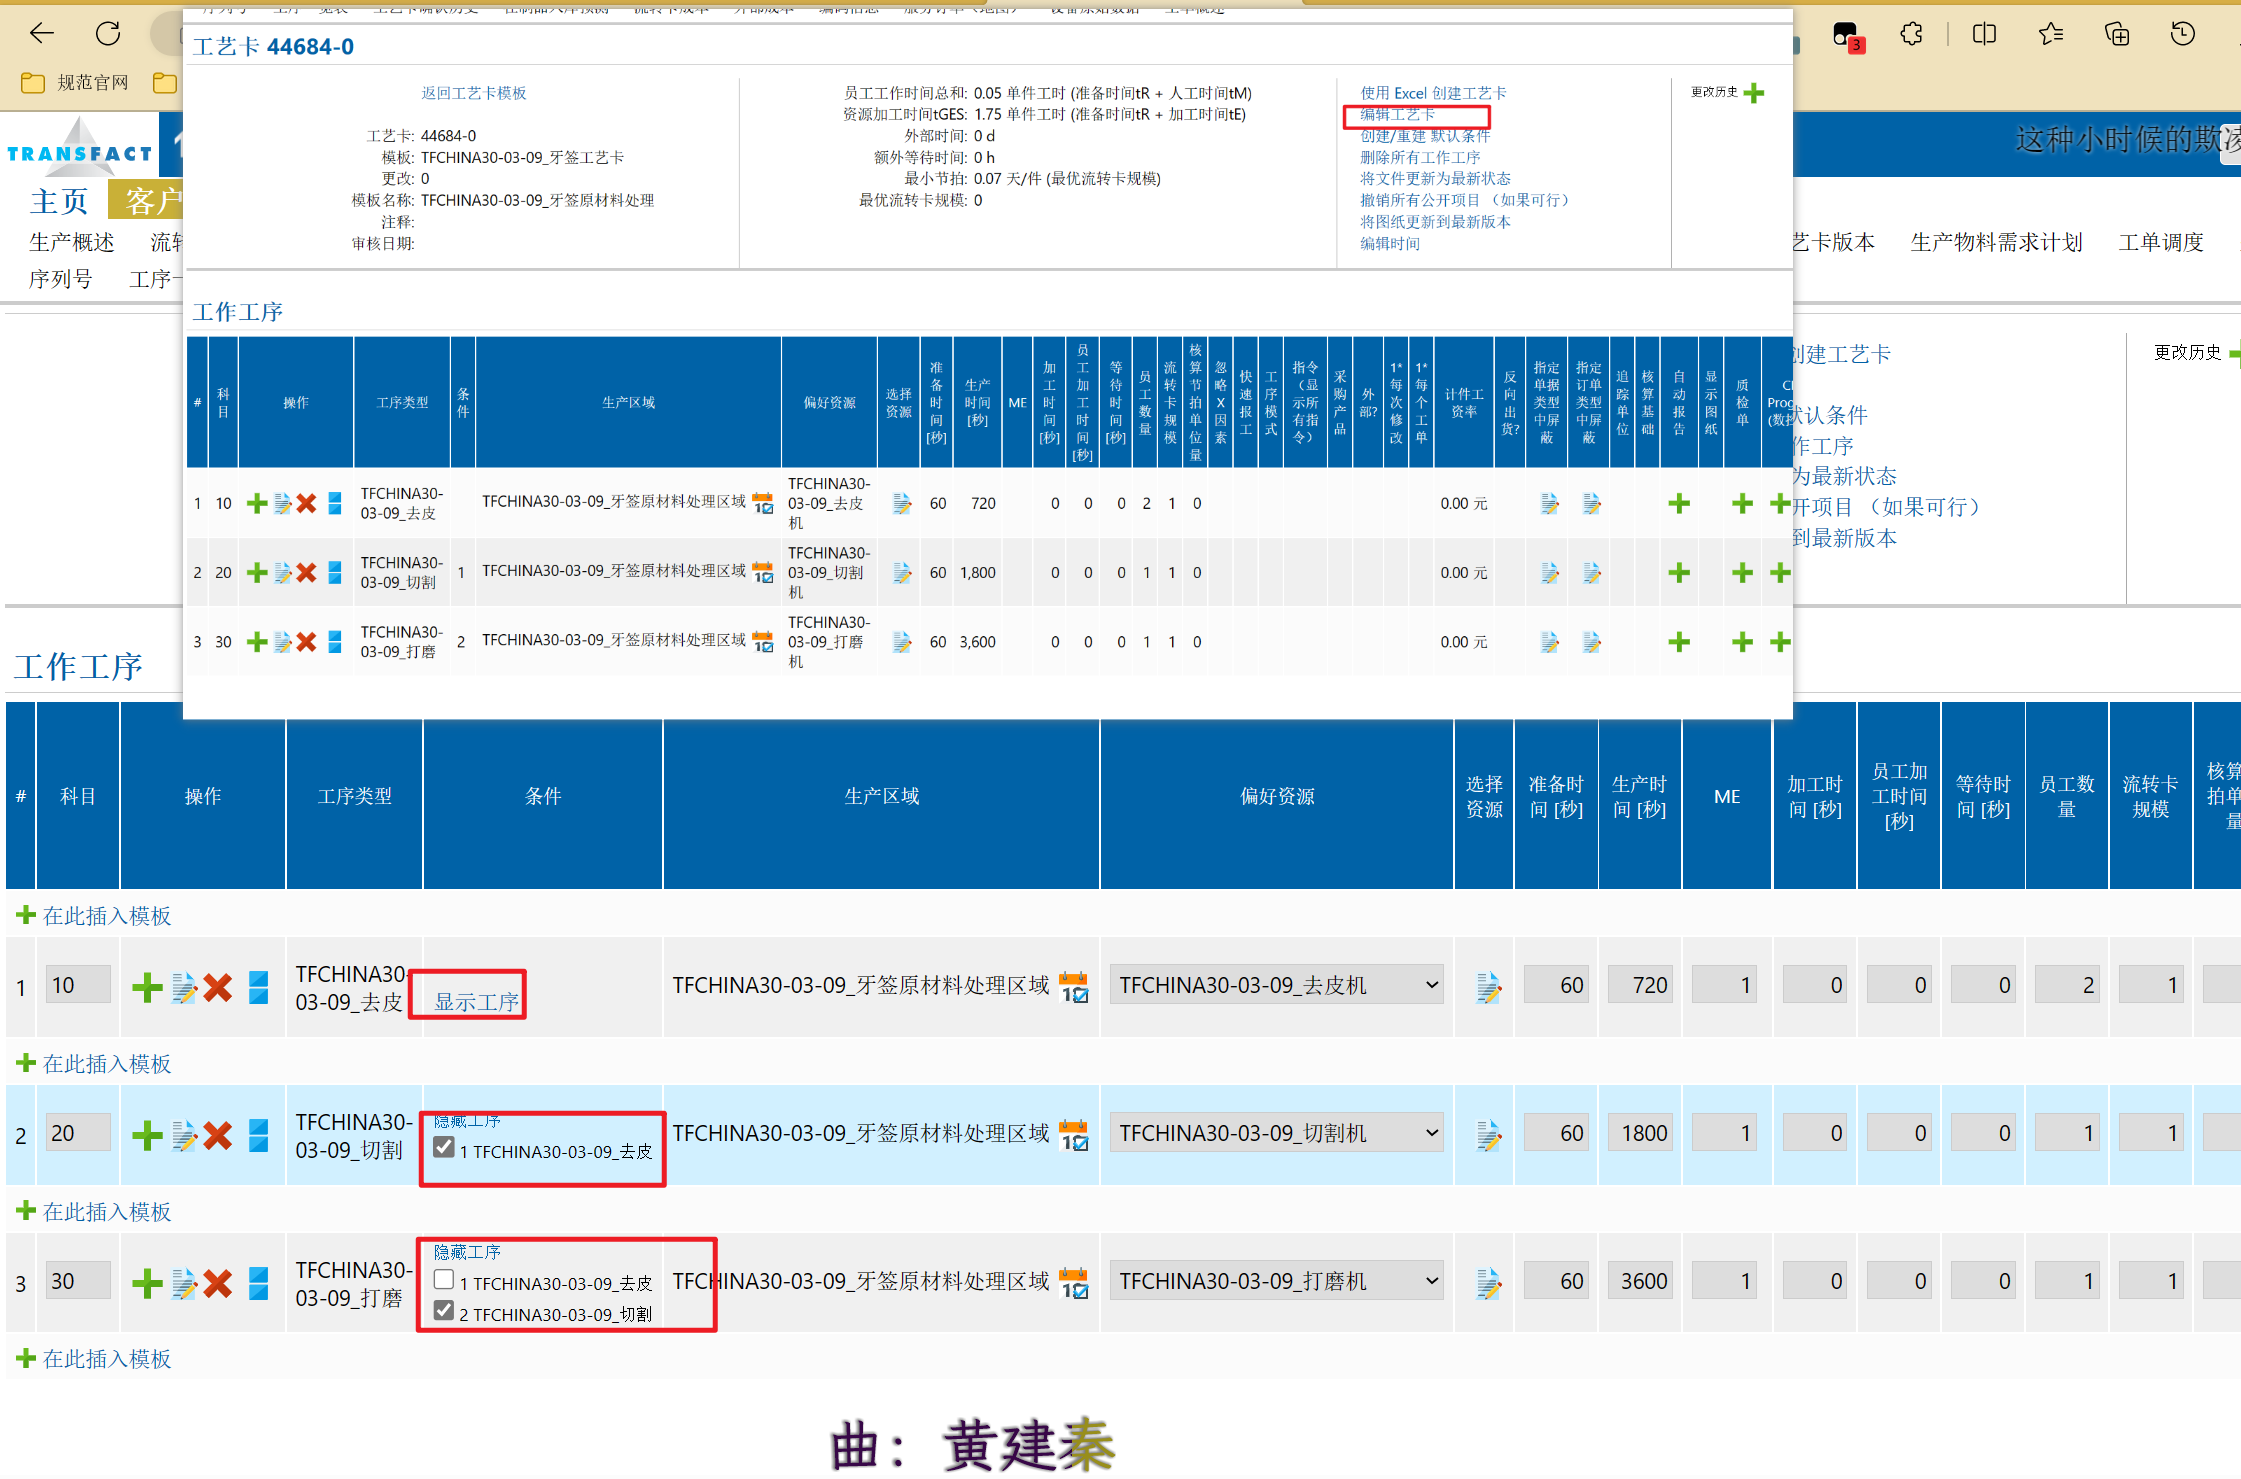 规范官网
3
TRANSFACT
这种小时候的欺凌
主页 客户
生产概述 流转
序列号 工序一
艺卡版本 生产物料需求计划 工单调度
工艺卡 44684-0
返回工艺卡模板
工艺卡: 44684-0
模板: TFCHINA30-03-09_牙签工艺卡
更改: 0
模板名称: TFCHINA30-03-09_牙签原材料处理
注释:
审核日期:
员工工作时间总和: 0.05 单件工时 (准备时间tR + 人工时间tM)
资源加工时间tGES: 1.75 单件工时 (准备时间tR + 加工时间tE)
外部时间: 0 d
额外等待时间: 0 h
最小节拍: 0.07 天/件 (最优流转卡规模)
最优流转卡规模: 0
使用 Excel 创建工艺卡
编辑工艺卡
创建/重建 默认条件
删除所有工作工序
将文件更新为最新状态
撤销所有公开项目 （如果可行）
将图纸更新到最新版本
编辑时间
更改历史
工作工序
# 科目 操作 工序类型 条件 生产区域 偏好资源 选择资源 准备时间[秒] 生产时间[秒] ME 加工时间[秒] 员工加工时间[秒] 等待时间[秒] 员工数量 流转卡规模 核算节拍单位量 忽略X因素 快速报工 工序模式 指令（显示所有指令） 采购产品 外部? 1*每次修改 1*每个工单 计件工资率 反向出货? 指定单据类型中屏蔽 指定订单类型中屏蔽 追踪单位 核算基础 自动报告 显示图纸 质检单
1 10 TFCHINA30-03-09_去皮 TFCHINA30-03-09_牙签原材料处理区域 TFCHINA30-03-09_去皮机 60 720 0 0 0 2 1 0 0.00 元
2 20 TFCHINA30-03-09_切割 1 TFCHINA30-03-09_牙签原材料处理区域 TFCHINA30-03-09_切割机 60 1,800 0 0 0 1 1 0 0.00 元
3 30 TFCHINA30-03-09_打磨 2 TFCHINA30-03-09_牙签原材料处理区域 TFCHINA30-03-09_打磨机 60 3,600 0 0 0 1 1 0 0.00 元
创建工艺卡
默认条件
作工序
为最新状态
开项目 （如果可行）
到最新版本
更改历史
工作工序
# 科目 操作 工序类型 条件 生产区域 偏好资源 选择资源 准备时间 [秒] 生产时间 [秒] ME 加工时间 [秒] 员工加工时间 [秒] 等待时间 [秒] 员工数量 流转卡规模
在此插入模板
1 10 TFCHINA30-03-09_去皮 显示工序 TFCHINA30-03-09_牙签原材料处理区域 TFCHINA30-03-09_去皮机 60 720 1 0 0 0 2 1
在此插入模板
2 20 TFCHINA30-03-09_切割 隐藏工序 1 TFCHINA30-03-09_去皮 TFCHINA30-03-09_牙签原材料处理区域 TFCHINA30-03-09_切割机 60 1800 1 0 0 0 1 1
在此插入模板
3 30 TFCHINA30-03-09_打磨 隐藏工序 1 TFCHINA30-03-09_去皮 2 TFCHINA30-03-09_切割 TFCHINA30-03-09_牙签原材料处理区域 TFCHINA30-03-09_打磨机 60 3600 1 0 0 0 1 1
在此插入模板
曲：黄建秦